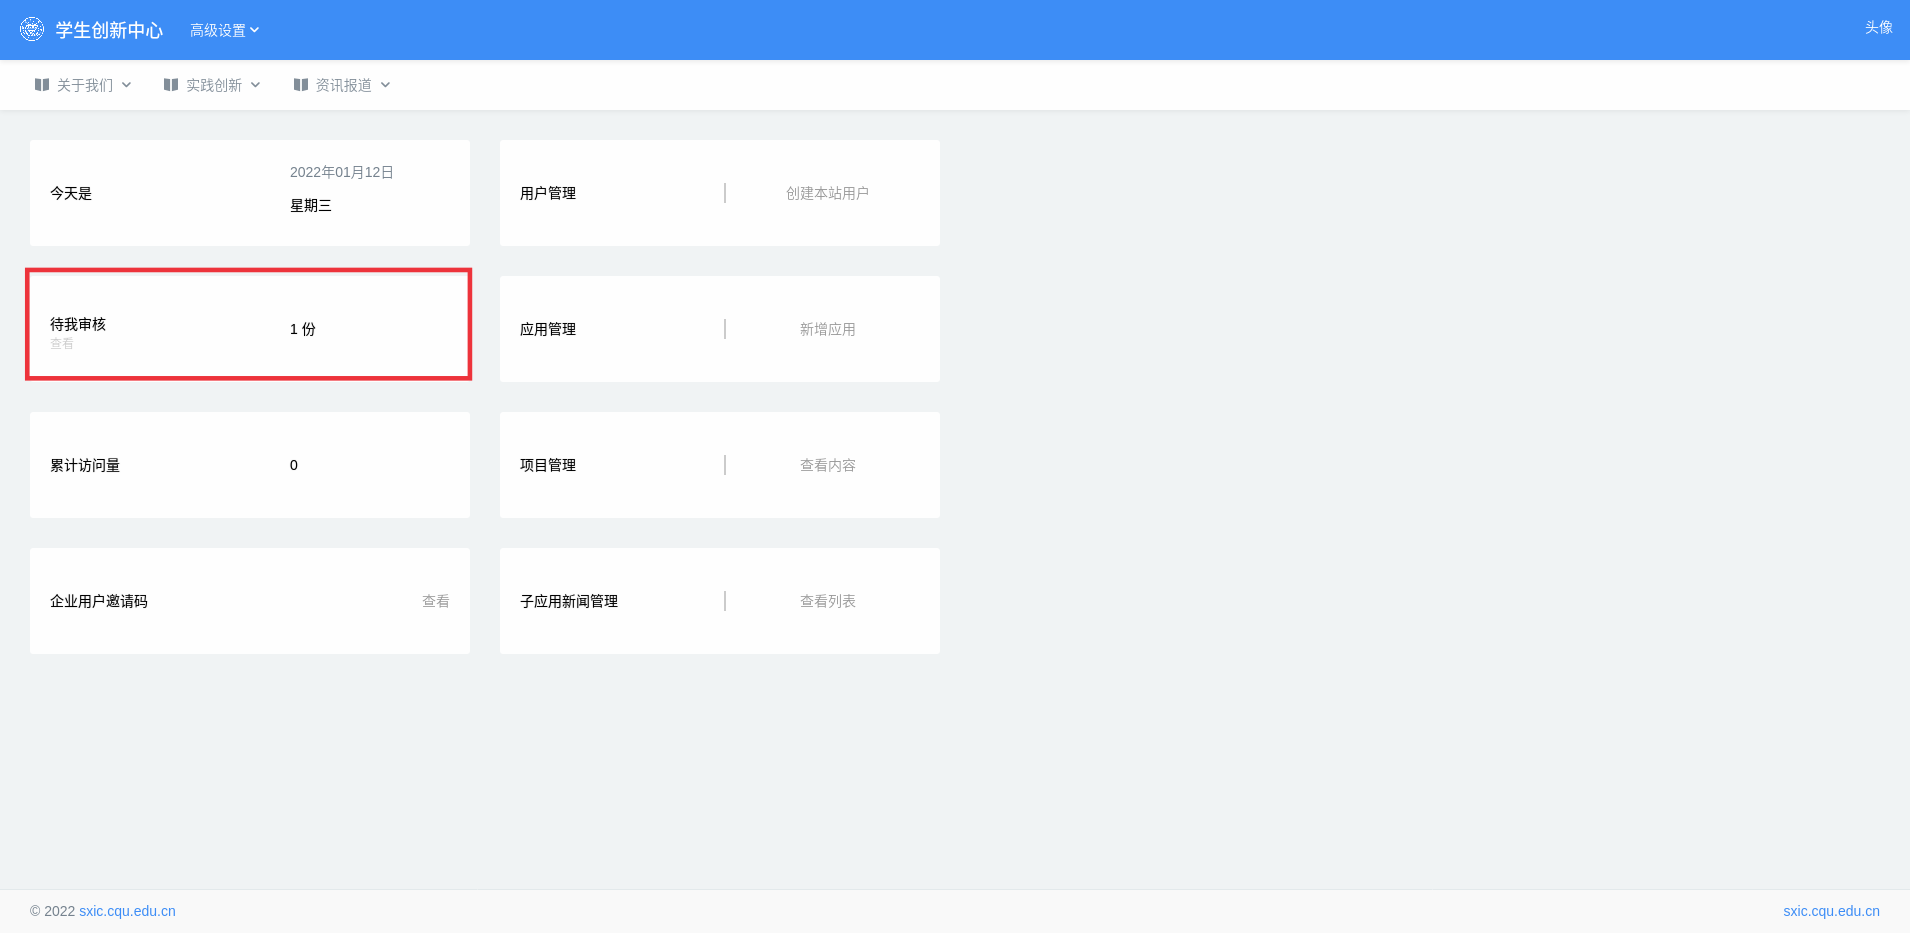 学生创新中心 高级设置 头像
关于我们 实践创新 资讯报道
今天是
2022年01月12日
星期三
用户管理 创建本站用户
待我审核
查看
1 份
应用管理 新增应用
累计访问量 0
项目管理 查看内容
企业用户邀请码 查看
子应用新闻管理 查看列表
© 2022 sxic.cqu.edu.cn sxic.cqu.edu.cn